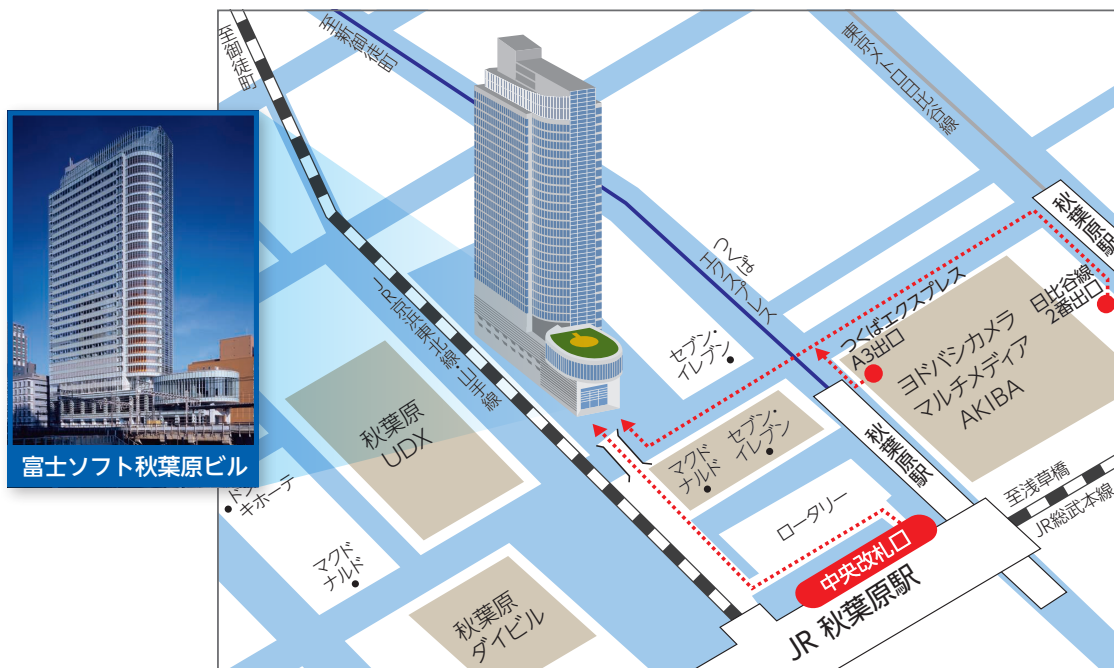 至御徒町
至新御徒町
東京メトロ日比谷線
秋葉原駅
つくば
エクスプレス
つくばエクスプレス
A3出口
日比谷線
2番出口
ヨドバシカメラ
マルチメディア
AKIBA
JR京浜東北線・山手線
セブン・
イレブン
富士ソフト秋葉原ビル
秋葉原
UDX
マクド
ナルド
セブン・
イレブン
秋葉原駅
至浅草橋
JR総武本線
ドン・
キホーテ
ロータリー
マクド
ナルド
中央改札口
JR 秋葉原駅
秋葉原
ダイビル